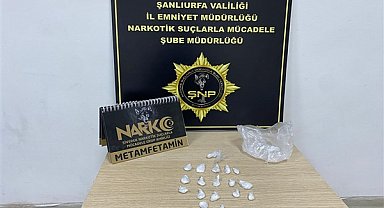 ŞANLIURFA VALİLİĞİ
İL EMNİYET MÜDÜRLÜĞÜ
NARKOTİK SUÇLARLA MÜCADELE
ŞUBE MÜDÜRLÜĞÜ
ŞNP
NARKO
METAMFETAMİN